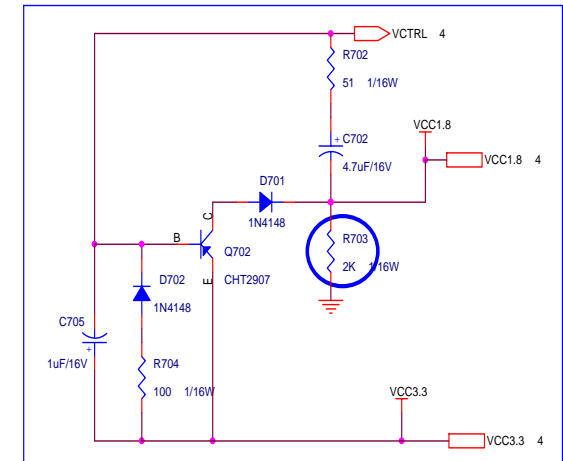 VCTRL 4
R702
51 1/16W
VCC1.8
+ C702
4.7uF/16V
VCC1.8 4
D701
C
1N4148
B
R703
Q702
2K 1/16W
D702
E
CHT2907
1N4148
C705
+
1uF/16V
R704
100 1/16W
VCC3.3
VCC3.3 4